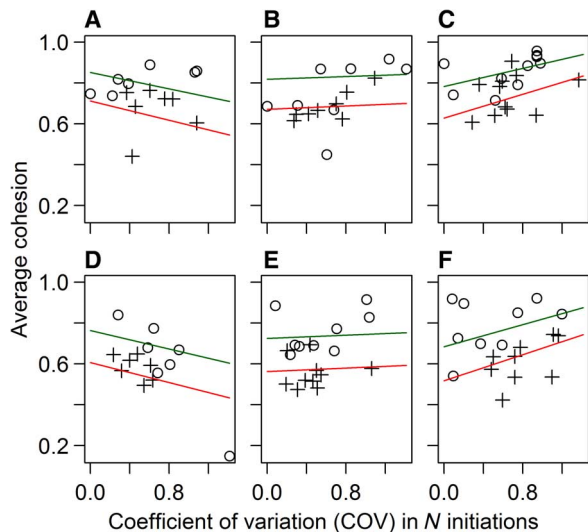 A B C
1.0
0.6
0.2
D E F
1.0
0.6
0.2
Average cohesion
0.0 0.8 0.0 0.8 0.0 0.8
Coefficient of variation (COV) in N initiations